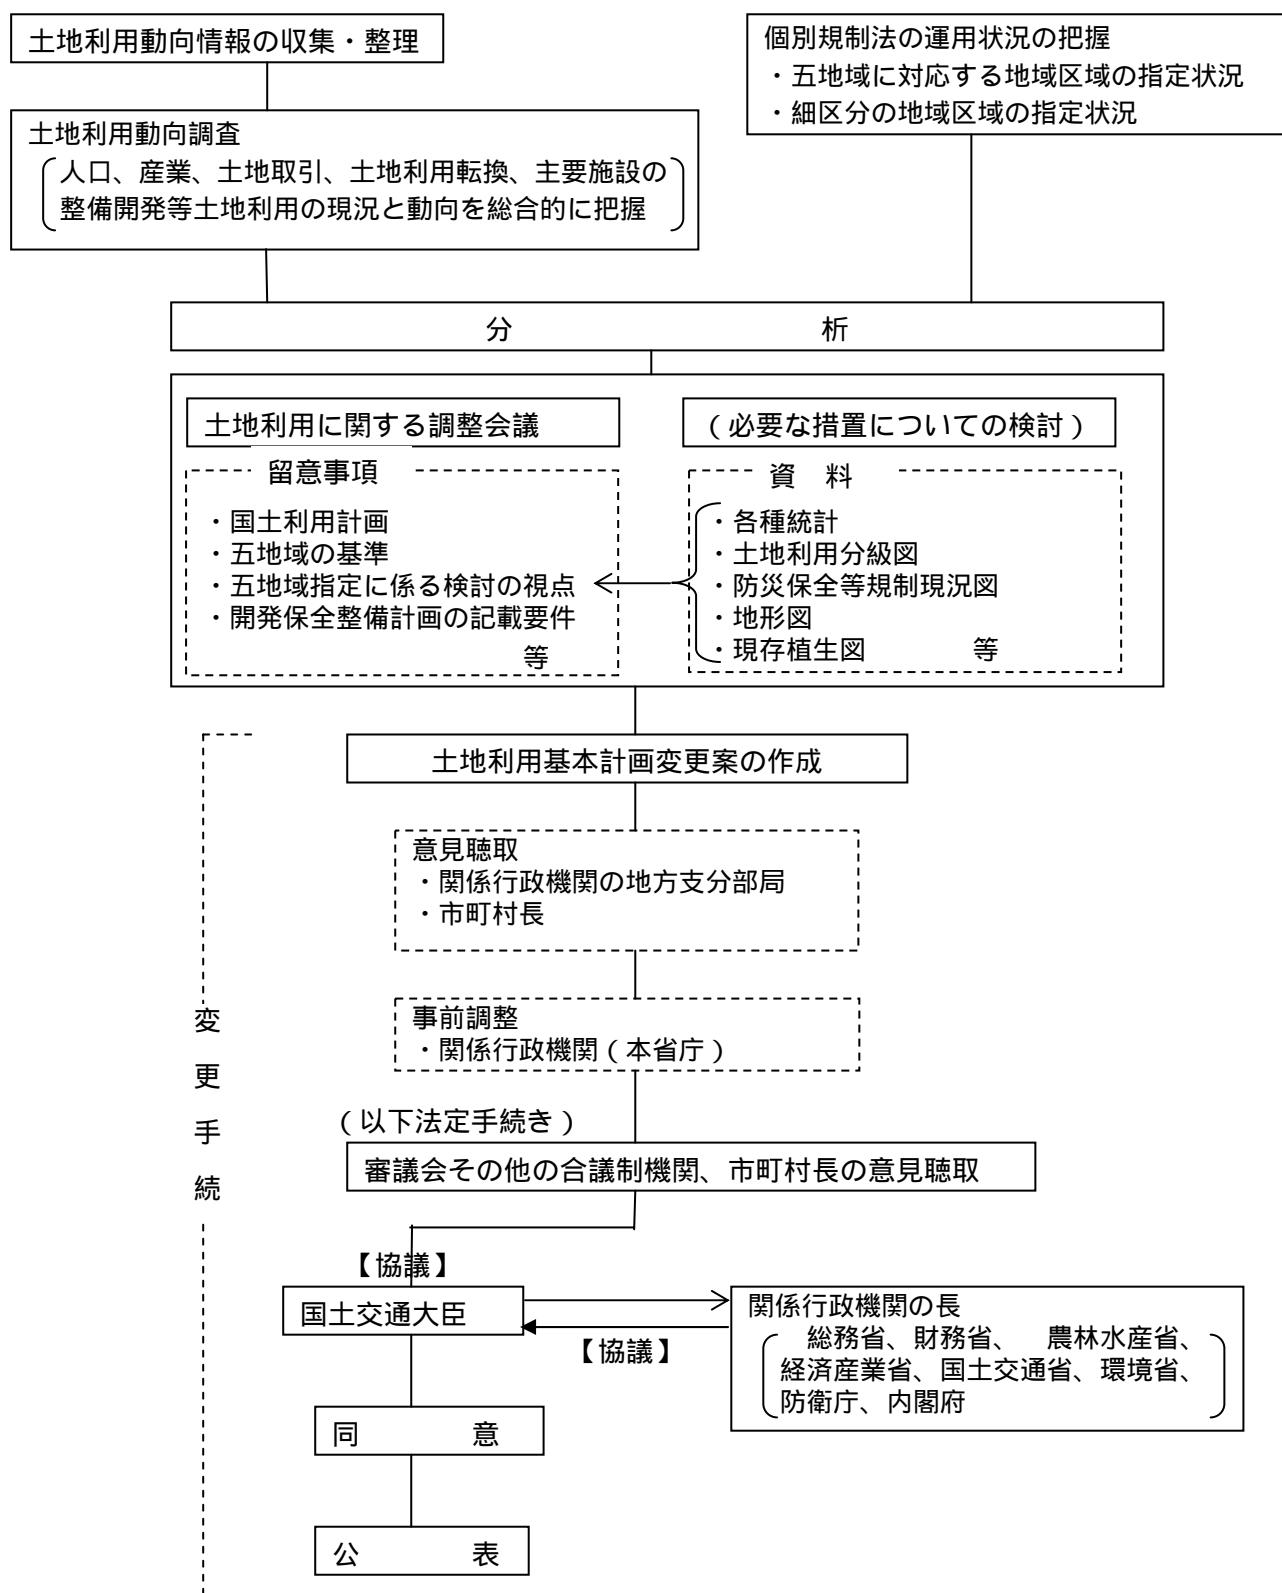 土地利用動向情報の収集・整理
個別規制法の運用状況の把握
・五地域に対応する地域区域の指定状況
・細区分の地域区域の指定状況
土地利用動向調査
人口、産業、土地取引、土地利用転換、主要施設の
整備開発等土地利用の現況と動向を総合的に把握
分　　　析
土地利用に関する調整会議
（必要な措置についての検討）
留意事項
・国土利用計画
・五地域の基準
・五地域指定に係る検討の視点
・開発保全整備計画の記載要件
等
資　料
・各種統計
・土地利用分級図
・防災保全等規制現況図
・地形図
・現存植生図　　　　等
変更手続
土地利用基本計画変更案の作成
意見聴取
・関係行政機関の地方支分部局
・市町村長
事前調整
・関係行政機関（本省庁）
（以下法定手続き）
審議会その他の合議制機関、市町村長の意見聴取
【協議】
国土交通大臣
【協議】
関係行政機関の長
総務省、財務省、　農林水産省、
経済産業省、国土交通省、環境省、
防衛庁、内閣府
同　　　意
公　　　表